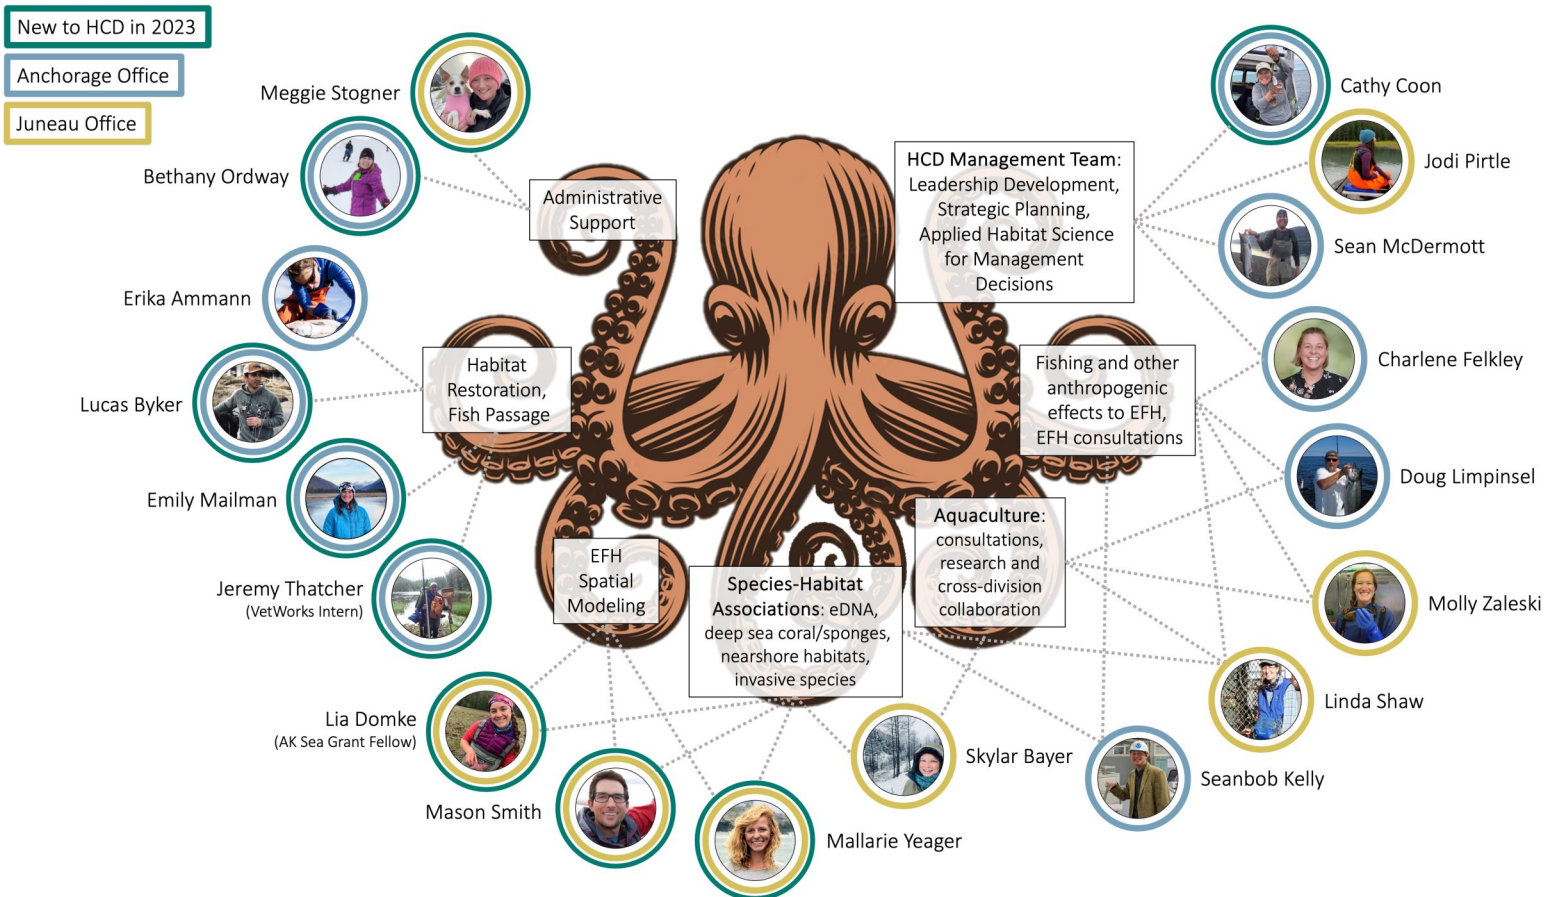 New to HCD in 2023
Anchorage Office
Juneau Office
Meggie Stogner
Bethany Ordway
Erika Ammann
Lucas Byker
Emily Mailman
Jeremy Thatcher
(VetWorks Intern)
Lia Domke
(AK Sea Grant Fellow)
Mason Smith
Mallarie Yeager
Skylar Bayer
Seanbob Kelly
Linda Shaw
Molly Zaleski
Doug Limpinsel
Charlene Felkley
Sean McDermott
Jodi Pirtle
Cathy Coon
Administrative
Support
Habitat
Restoration,
Fish Passage
EFH
Spatial
Modeling
Species-Habitat
Associations: eDNA,
deep sea coral/sponges,
nearshore habitats,
invasive species
Aquaculture:
consultations,
research and
cross-division
collaboration
Fishing and other
anthropogenic
effects to EFH,
EFH consultations
HCD Management Team:
Leadership Development,
Strategic Planning,
Applied Habitat Science
for Management
Decisions